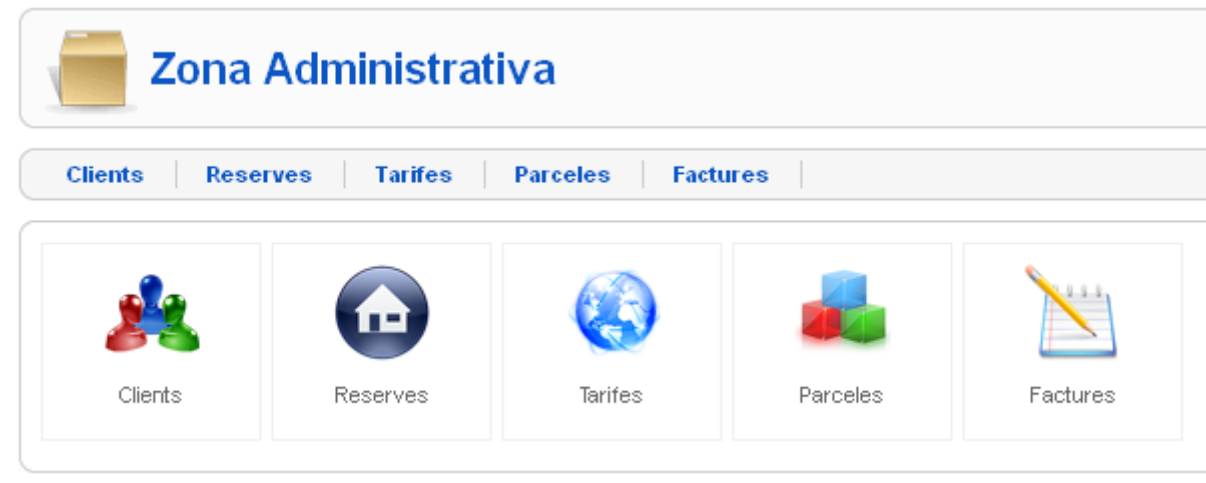 Zona Administrativa
Clients Reserves Tarifes Parceles Factures
Clients Reserves Tarifes Parceles Factures